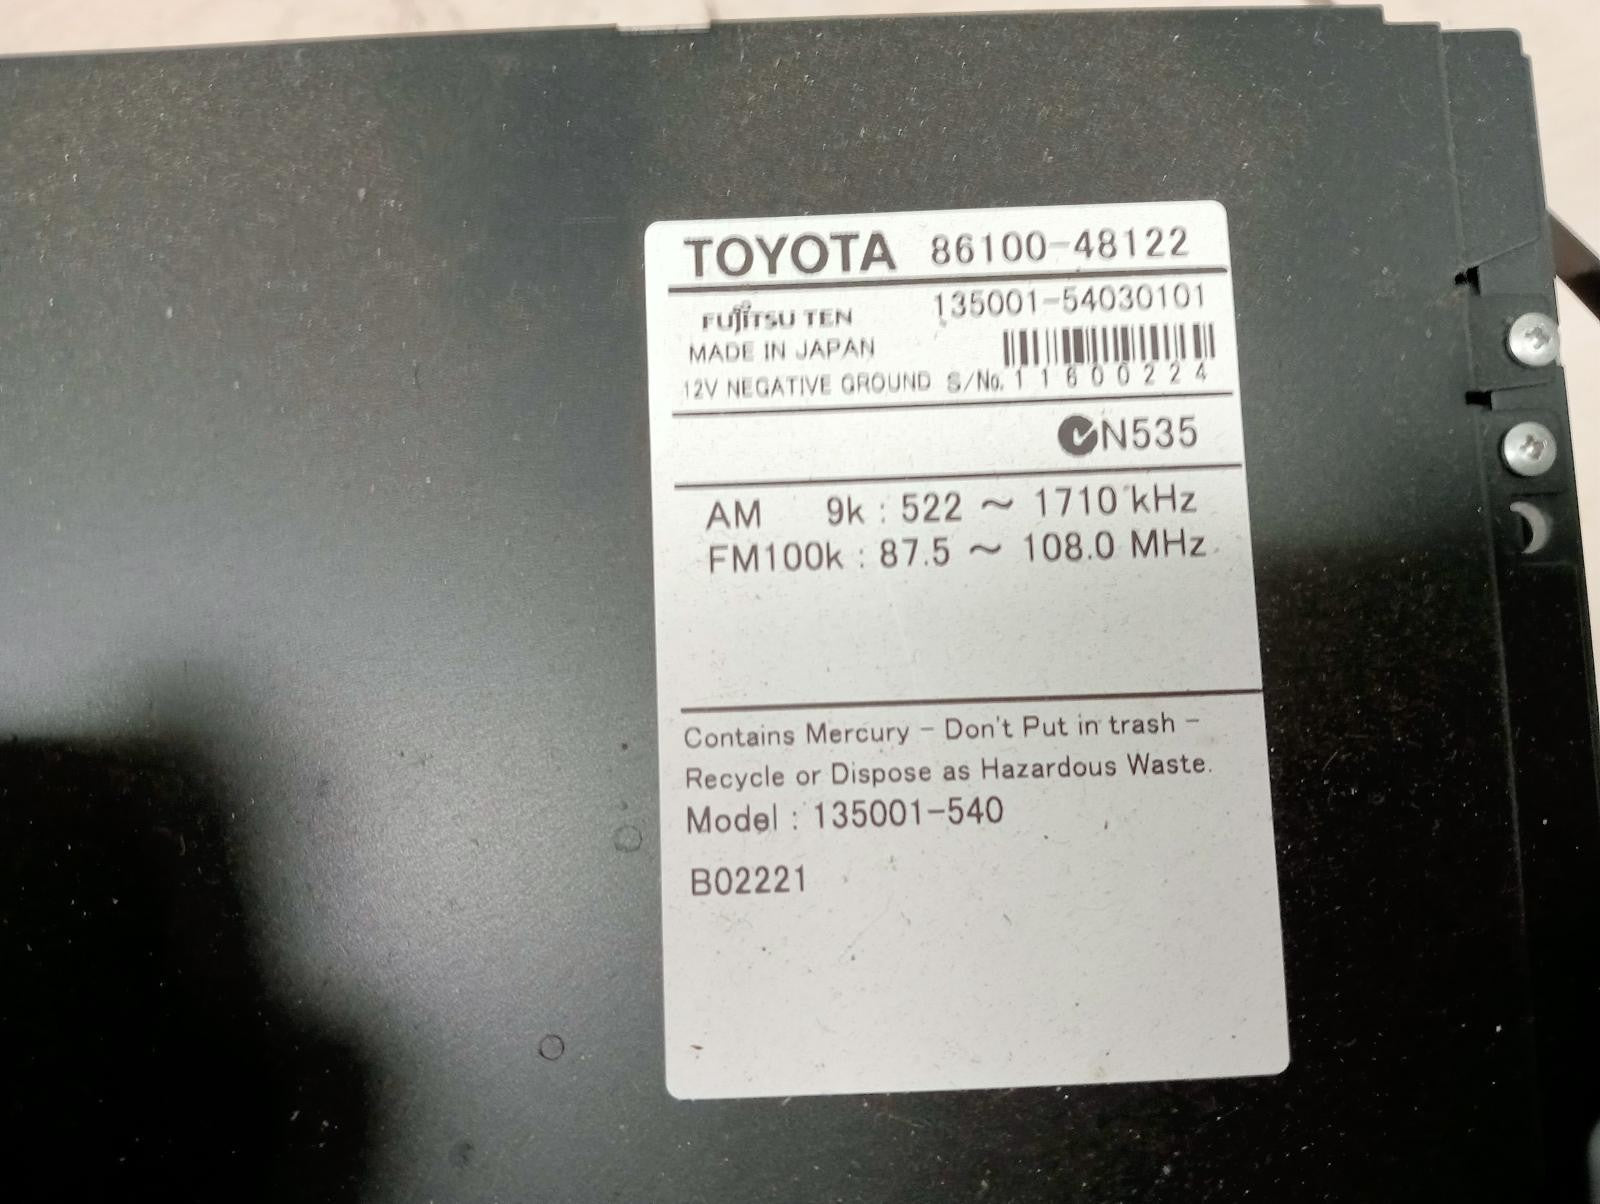 TOYOTA 86100-48122
FUJITSU TEN 135001-54030101
MADE IN JAPAN
12V NEGATIVE GROUND S/No. 11600224
N535
AM 9k : 522 ~ 1710 kHz
FM100k : 87.5 ~ 108.0 MHz
Contains Mercury - Don't Put in trash -
Recycle or Dispose as Hazardous Waste.
Model : 135001-540
B02221